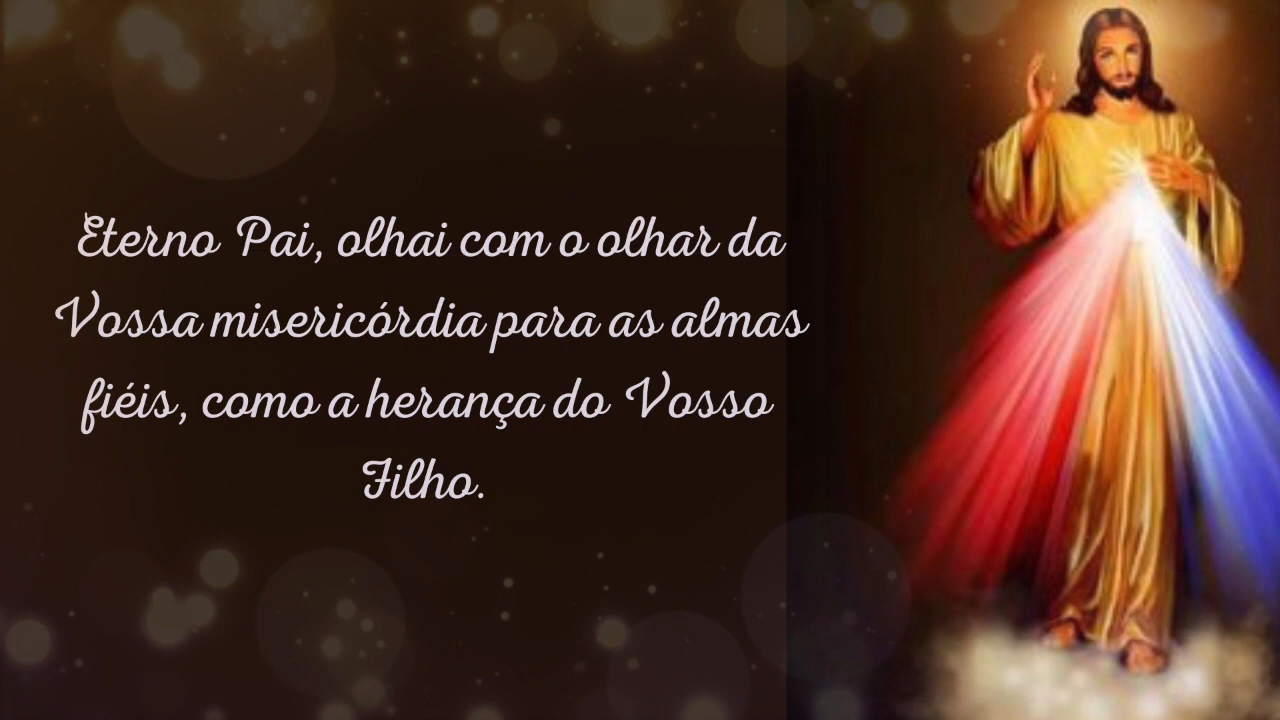 Eterno Pai, olhai com o olhar da
Vossa misericórdia para as almas
fiéis, como a herança do Vosso
Filho.